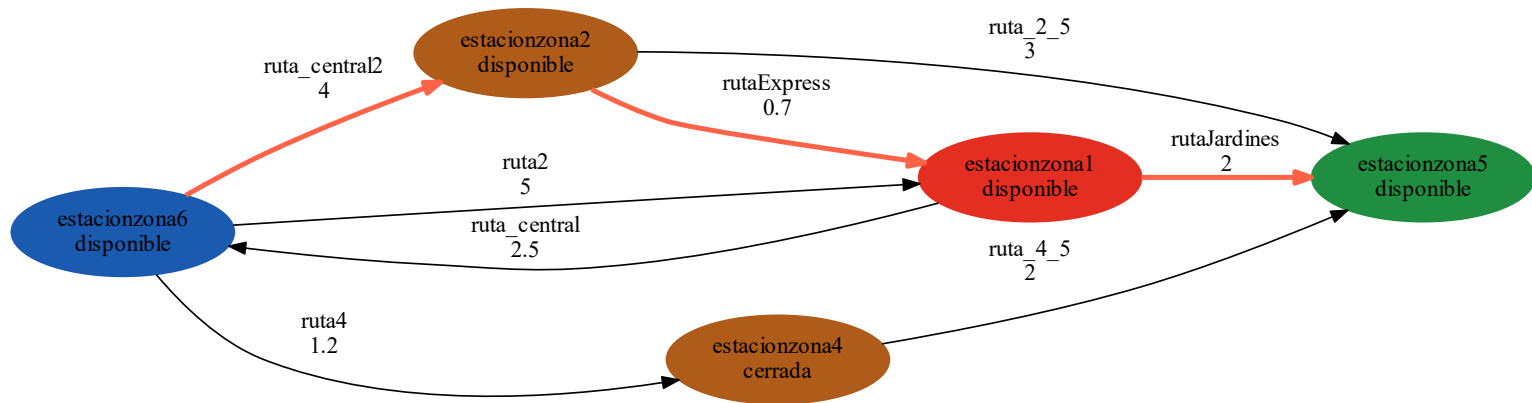 estacionzona2
disponible
ruta_2_5
3
ruta_central2
4
rutaExpress
0.7
rutaJardines
2
estacionzona1
disponible
estacionzona5
disponible
ruta2
5
estacionzona6
disponible
ruta_central
2.5
ruta_4_5
2
ruta4
1.2
estacionzona4
cerrada